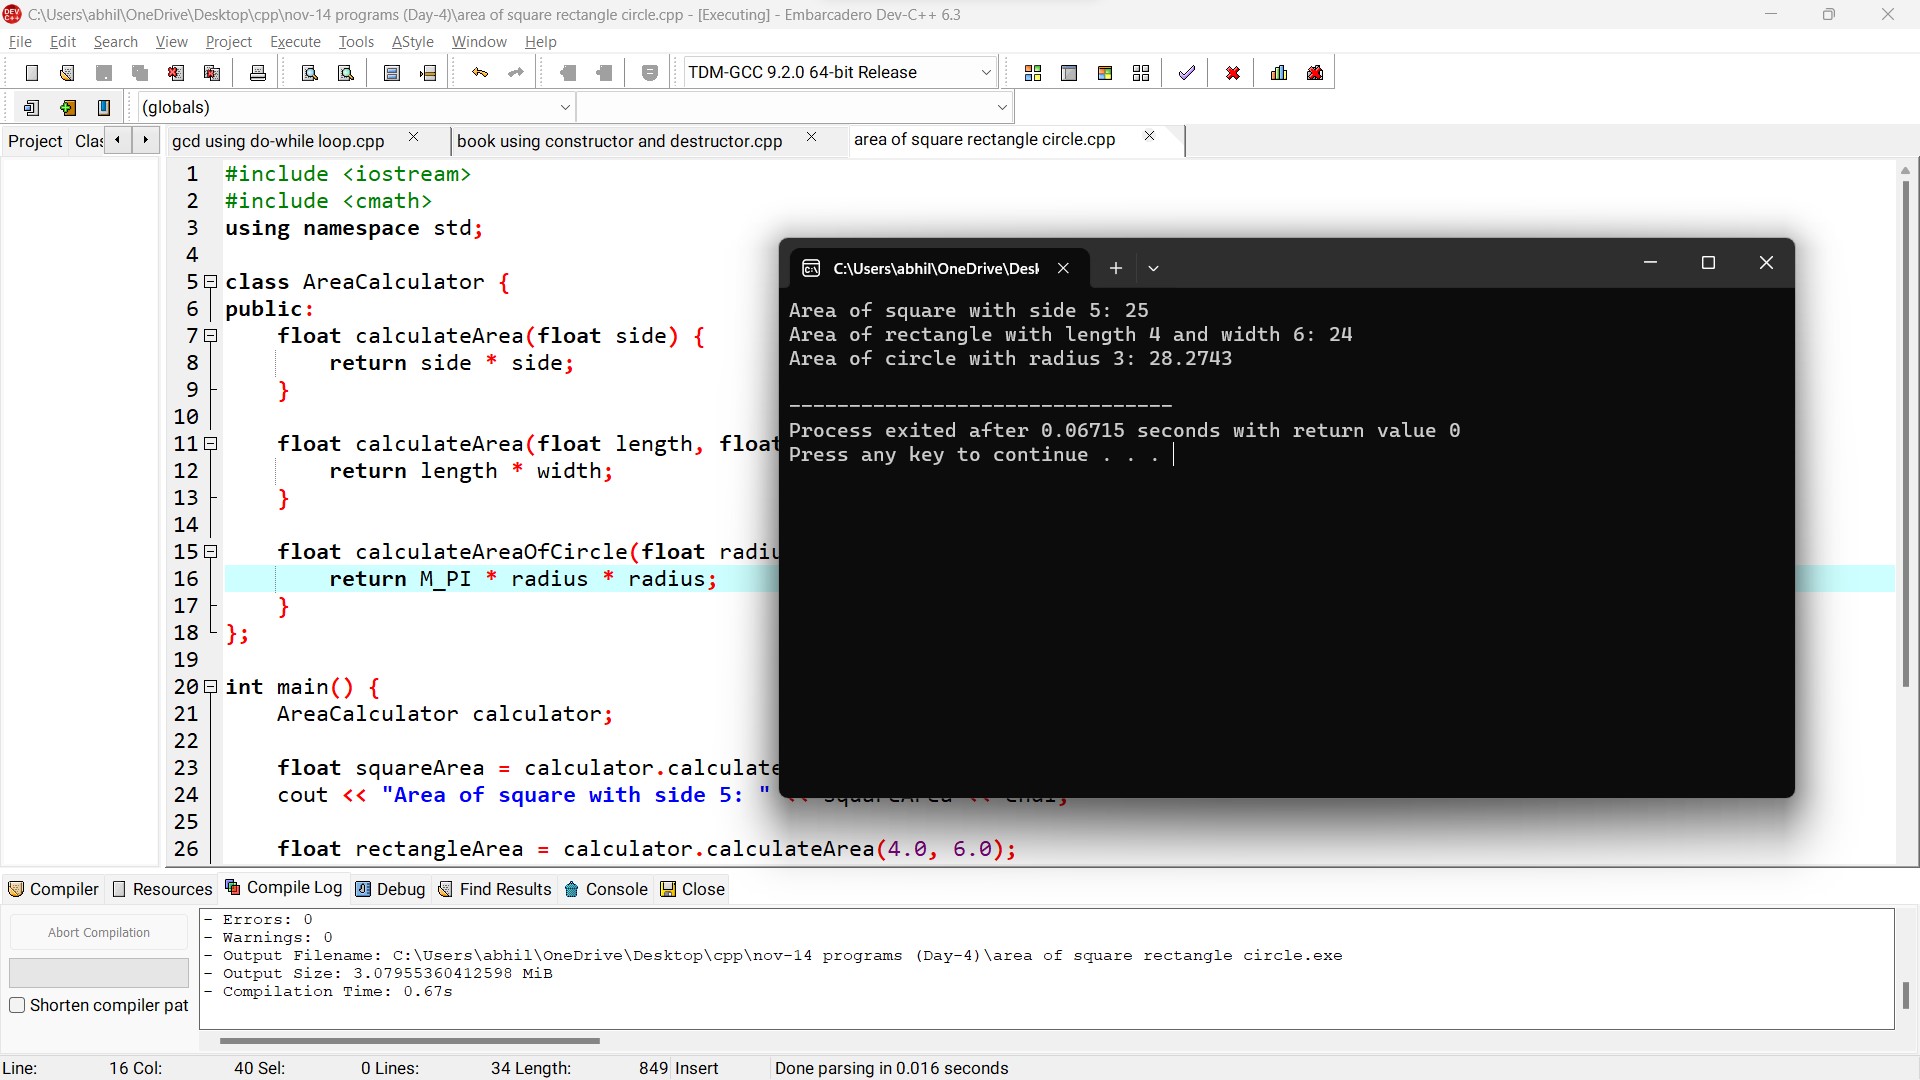 C:\Users\abhil\OneDrive\Desktop\cpp\nov-14 programs (Day-4)\area of square rectangle circle.cpp - [Executing] - Embarcadero Dev-C++ 6.3
File Edit Search View Project Execute Tools AStyle Window Help
TDM-GCC 9.2.0 64-bit Release
(globals)
Project Clas
gcd using do-while loop.cpp book using constructor and destructor.cpp area of square rectangle circle.cpp
1 #include <iostream>
2 #include <cmath>
3 using namespace std;
4
5 class AreaCalculator {
6 public:
7 float calculateArea(float side) {
8 return side * side;
9 }
10
11 float calculateArea(float length, float
12 return length * width;
13 }
14
15 float calculateAreaOfCircle(float radiu
16 return M_PI * radius * radius;
17 }
18 };
19
20 int main() {
21 AreaCalculator calculator;
22
23 float squareArea = calculator.calculate
24 cout << "Area of square with side 5: " << squareArea << endl;
25
26 float rectangleArea = calculator.calculateArea(4.0, 6.0);
C:\Users\abhil\OneDrive\Desk
Area of square with side 5: 25
Area of rectangle with length 4 and width 6: 24
Area of circle with radius 3: 28.2743
--------------------------------
Process exited after 0.06715 seconds with return value 0
Press any key to continue . . .
Compiler Resources Compile Log Debug Find Results Console Close
Abort Compilation
Shorten compiler pat
- Errors: 0
- Warnings: 0
- Output Filename: C:\Users\abhil\OneDrive\Desktop\cpp\nov-14 programs (Day-4)\area of square rectangle circle.exe
- Output Size: 3.07955360412598 MiB
- Compilation Time: 0.67s
Line: 16 Col: 40 Sel: 0 Lines: 34 Length: 849 Insert Done parsing in 0.016 seconds